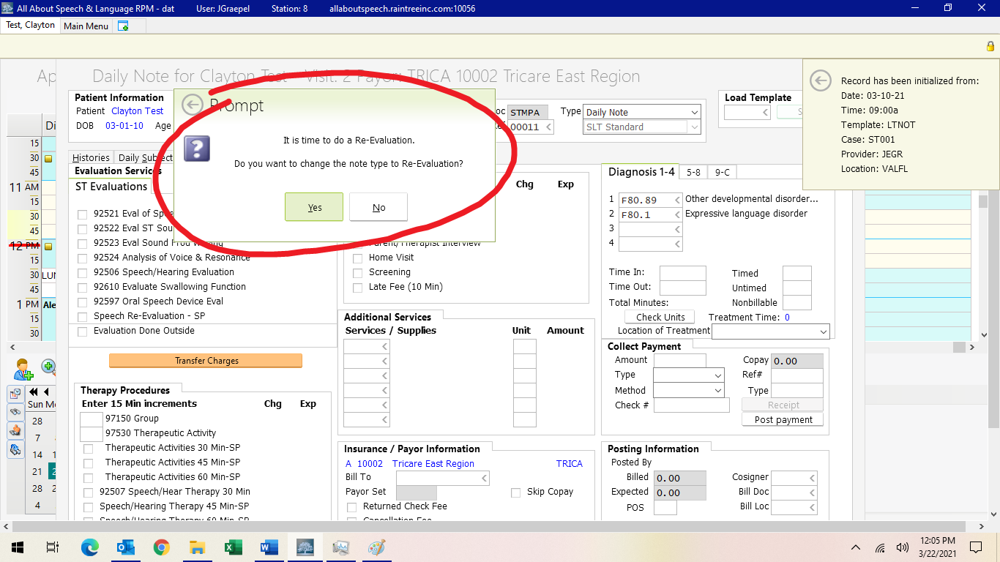 All About Speech & Language RPM - dat User: JGraepel Station: 8 allaboutspeech.raintreeinc.com:10056
Test, Clayton Main Menu
Daily Note for Clayton Test - Visit: 2 Payor: TRICA 10002 Tricare East Region
Record has been initialized from:
Date: 03-10-21
Time: 09:00a
Template: LTNOT
Case: ST001
Provider: JEGR
Location: VALFL
Patient Information
Patient Clayton Test
DOB 03-01-10 Age
STMPA
00011
Type Daily Note
SLT Standard
Load Template
Prompt
It is time to do a Re-Evaluation.
Do you want to change the note type to Re-Evaluation?
Yes No
Histories Daily Subject
Evaluation Services
ST Evaluations
92521 Eval of Spe
92522 Eval ST Sou
92523 Eval Sound Prod w/Lang
92524 Analysis of Voice & Resonance
92506 Speech/Hearing Evaluation
92610 Evaluate Swallowing Function
92597 Oral Speech Device Eval
Speech Re-Evaluation - SP
Evaluation Done Outside
Transfer Charges
Chg Exp
Parent/Therapist Interview
Home Visit
Screening
Late Fee (10 Min)
Diagnosis 1-4 5-8 9-C
1 F80.89 Other developmental disorder...
2 F80.1 Expressive language disorder
3
4
Time In: Timed
Time Out: Untimed
Total Minutes: Nonbillable
Check Units Treatment Time: 0
Location of Treatment
Additional Services
Services / Supplies Unit Amount
Collect Payment
Amount Copay 0.00
Type Ref#
Method Type
Check # Receipt
Post payment
Therapy Procedures
Enter 15 Min increments Chg Exp
97150 Group
97530 Therapeutic Activity
Therapeutic Activities 30 Min-SP
Therapeutic Activities 45 Min-SP
Therapeutic Activities 60 Min-SP
92507 Speech/Hear Therapy 30 Min
Speech/Hearing Therapy 45 Min-SP
Speech/Hearing Therapy 60 Min-SP
Insurance / Payor Information
A 10002 Tricare East Region TRICA
Bill To
Payor Set Skip Copay
Returned Check Fee
Cancellation Fee
Posting Information
Posted By
Billed 0.00 Cosigner
Expected 0.00 Bill Doc
POS Bill Loc
15
30
45
11 AM
15
30
45
12 PM
15
30 LUN
45
1 PM Ale
15
30
Sun Mo
28
7
14
21
28
4
12:05 PM
3/22/2021